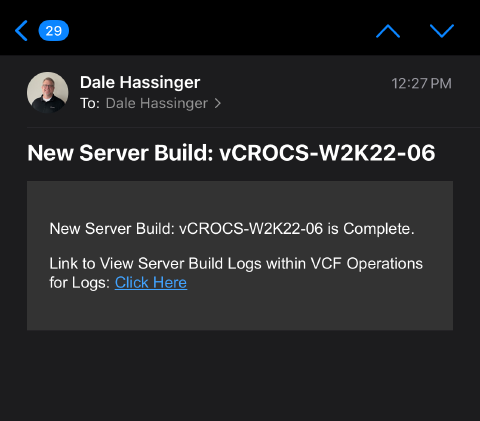 29
Dale Hassinger
12:27 PM
To: Dale Hassinger
New Server Build: vCROCS-W2K22-06
New Server Build: vCROCS-W2K22-06 is Complete.
Link to View Server Build Logs within VCF Operations
for Logs: Click Here